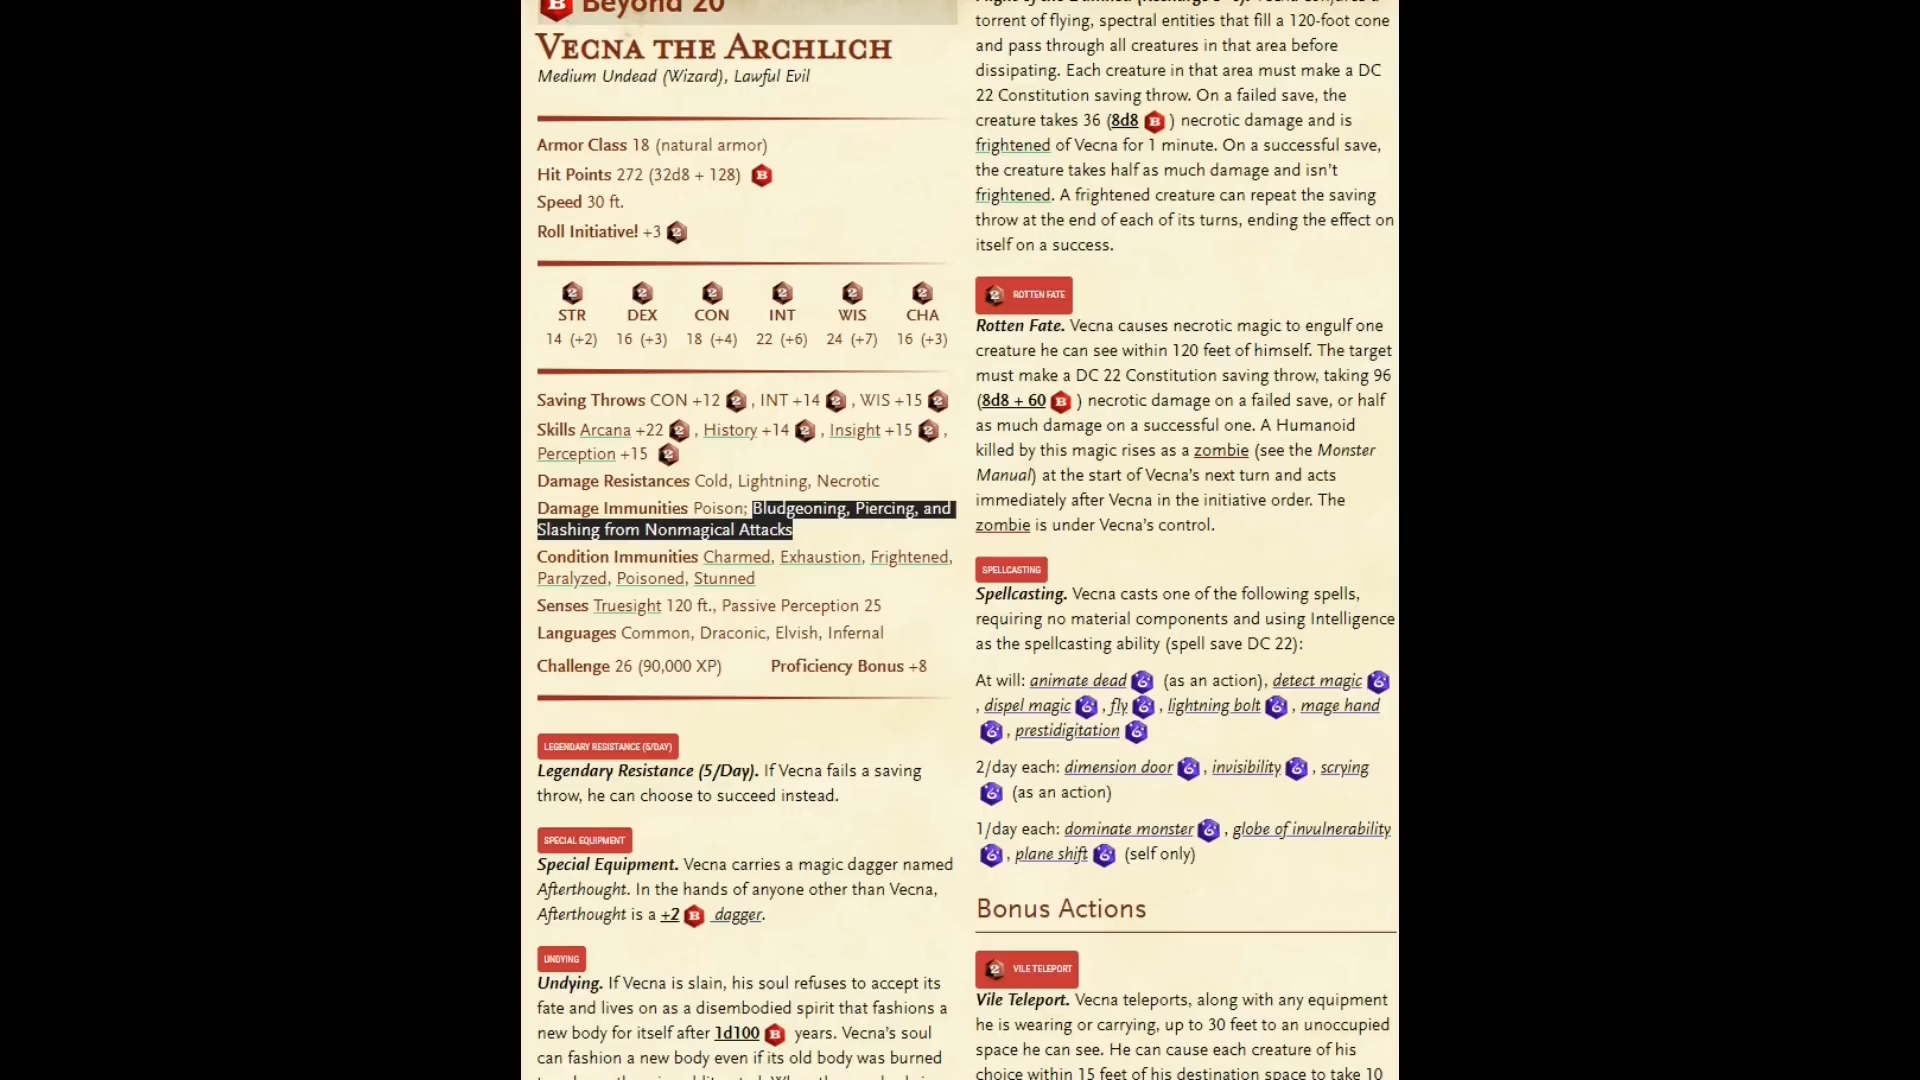 Beyond 20
VECNA THE ARCHLICH
Medium Undead (Wizard), Lawful Evil
Armor Class 18 (natural armor)
Hit Points 272 (32d8 + 128)
Speed 30 ft.
Roll Initiative! +3
STR DEX CON INT WIS CHA
14 (+2) 16 (+3) 18 (+4) 22 (+6) 24 (+7) 16 (+3)
Saving Throws CON +12 , INT +14 , WIS +15
Skills Arcana +22 , History +14 , Insight +15 ,
Perception +15
Damage Resistances Cold, Lightning, Necrotic
Damage Immunities Poison; Bludgeoning, Piercing, and
Slashing from Nonmagical Attacks
Condition Immunities Charmed, Exhaustion, Frightened,
Paralyzed, Poisoned, Stunned
Senses Truesight 120 ft., Passive Perception 25
Languages Common, Draconic, Elvish, Infernal
Challenge 26 (90,000 XP) Proficiency Bonus +8
LEGENDARY RESISTANCE (5/DAY)
Legendary Resistance (5/Day). If Vecna fails a saving
throw, he can choose to succeed instead.
SPECIAL EQUIPMENT
Special Equipment. Vecna carries a magic dagger named
Afterthought. In the hands of anyone other than Vecna,
Afterthought is a +2 dagger.
UNDYING
Undying. If Vecna is slain, his soul refuses to accept its
fate and lives on as a disembodied spirit that fashions a
new body for itself after 1d100 years. Vecna's soul
can fashion a new body even if its old body was burned
torrent of flying, spectral entities that fill a 120-foot cone
and pass through all creatures in that area before
dissipating. Each creature in that area must make a DC
22 Constitution saving throw. On a failed save, the
creature takes 36 (8d8 ) necrotic damage and is
frightened of Vecna for 1 minute. On a successful save,
the creature takes half as much damage and isn't
frightened. A frightened creature can repeat the saving
throw at the end of each of its turns, ending the effect on
itself on a success.
ROTTEN FATE
Rotten Fate. Vecna causes necrotic magic to engulf one
creature he can see within 120 feet of himself. The target
must make a DC 22 Constitution saving throw, taking 96
(8d8 + 60 ) necrotic damage on a failed save, or half
as much damage on a successful one. A Humanoid
killed by this magic rises as a zombie (see the Monster
Manual) at the start of Vecna's next turn and acts
immediately after Vecna in the initiative order. The
zombie is under Vecna's control.
SPELLCASTING
Spellcasting. Vecna casts one of the following spells,
requiring no material components and using Intelligence
as the spellcasting ability (spell save DC 22):
At will: animate dead (as an action), detect magic
, dispel magic , fly , lightning bolt , mage hand
, prestidigitation
2/day each: dimension door , invisibility , scrying
(as an action)
1/day each: dominate monster , globe of invulnerability
, plane shift (self only)
Bonus Actions
VILE TELEPORT
Vile Teleport. Vecna teleports, along with any equipment
he is wearing or carrying, up to 30 feet to an unoccupied
space he can see. He can cause each creature of his
choice within 15 feet of his destination space to take 10